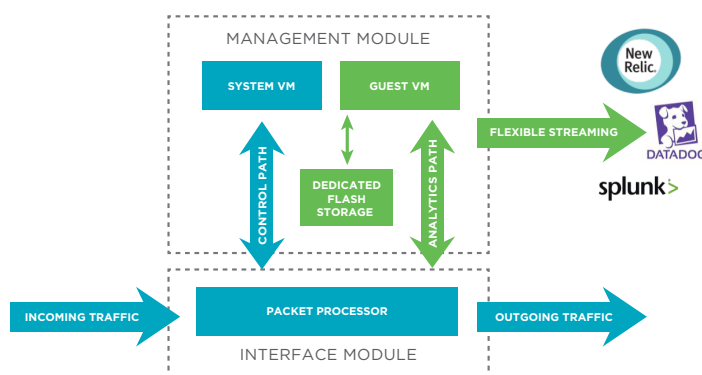 MANAGEMENT MODULE
SYSTEM VM
GUEST VM
CONTROL PATH
DEDICATED
FLASH
STORAGE
ANALYTICS PATH
FLEXIBLE STREAMING
New
Relic.
DATADOG
splunk>
INCOMING TRAFFIC
PACKET PROCESSOR
OUTGOING TRAFFIC
INTERFACE MODULE